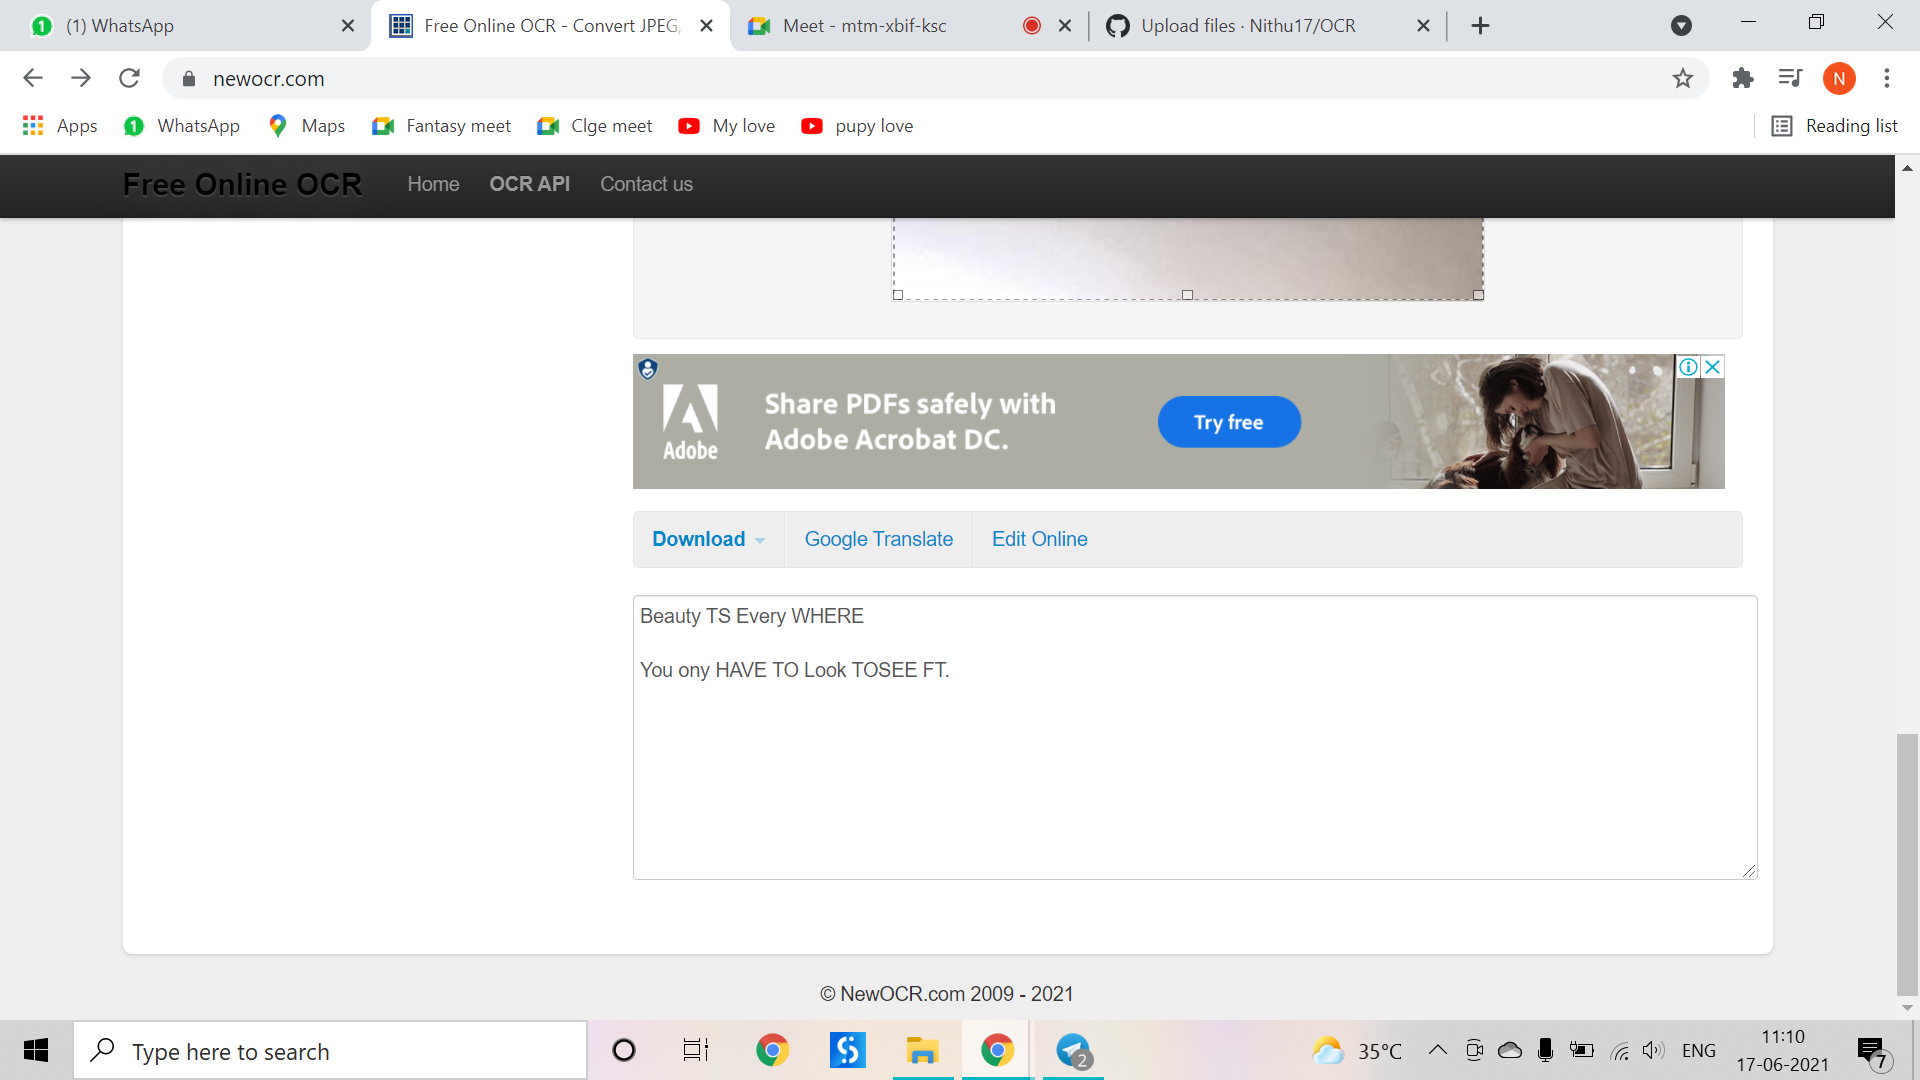 (1) WhatsApp
Free Online OCR - Convert JPEG,
Meet - mtm-xbif-ksc
Upload files · Nithu17/OCR
newocr.com
N
Apps
WhatsApp
Maps
Fantasy meet
Clge meet
My love
pupy love
Reading list
Free Online OCR
Home
OCR API
Contact us
Adobe
Share PDFs safely with
Adobe Acrobat DC.
Try free
Download
Google Translate
Edit Online
Beauty TS Every WHERE
You ony HAVE TO Look TOSEE FT.
© NewOCR.com 2009 - 2021
Type here to search
2
35°C
ENG
11:10
17-06-2021
7